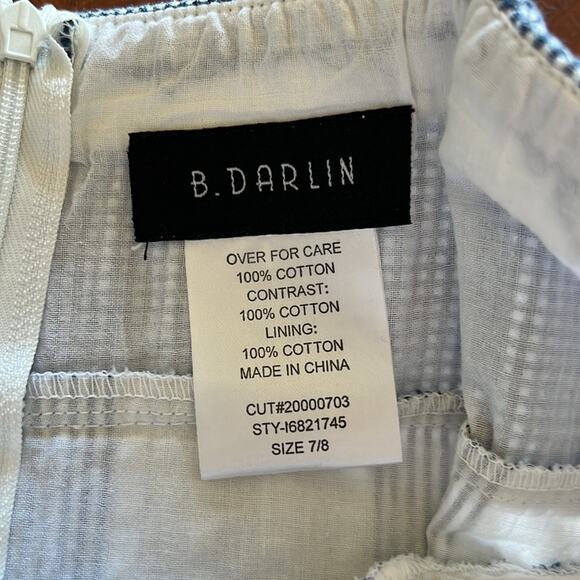 B. DARLIN
OVER FOR CARE
100% COTTON
CONTRAST:
100% COTTON
LINING:
100% COTTON
MADE IN CHINA
CUT#20000703
STY-I6821745
SIZE 7/8